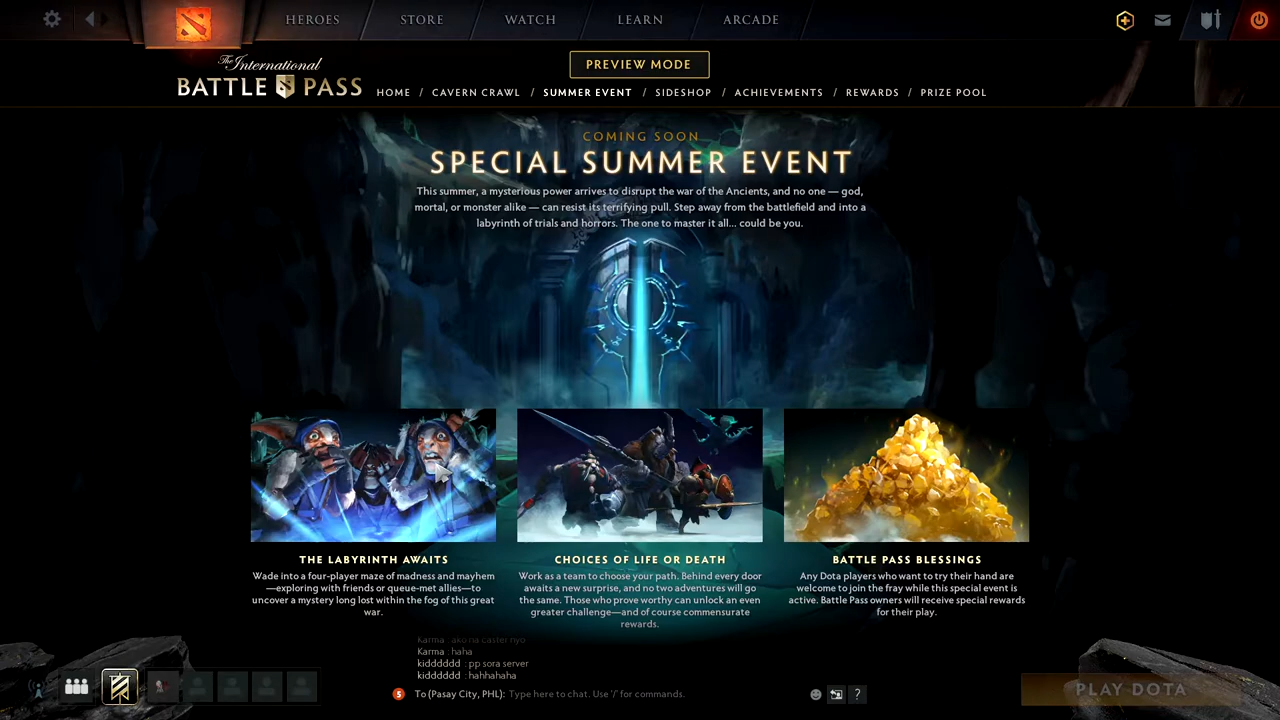 HEROES
STORE
WATCH
LEARN
ARCADE
The International
BATTLE PASS
PREVIEW MODE
HOME / CAVERN CRAWL / SUMMER EVENT / SIDESHOP / ACHIEVEMENTS / REWARDS / PRIZE POOL
COMING SOON
SPECIAL SUMMER EVENT
This summer, a mysterious power arrives to disrupt the war of the Ancients, and no one — god,
mortal, or monster alike — can resist its terrifying pull. Step away from the battlefield and into a
labyrinth of trials and horrors. The one to master it all... could be you.
THE LABYRINTH AWAITS
Wade into a four-player maze of madness and mayhem
—exploring with friends or queue-met allies—to
uncover a mystery long lost within the fog of this great
war.
CHOICES OF LIFE OR DEATH
Work as a team to choose your path. Behind every door
awaits a new surprise, and no two adventures will go
the same. Those who prove worthy can unlock an even
greater challenge—and of course commensurate
rewards.
BATTLE PASS BLESSINGS
Any Dota players who want to try their hand are
welcome to join the fray while this special event is
active. Battle Pass owners will receive special rewards
for their play.
Karma : ako na caster nyo
Karma : haha
kidddddd : pp sora server
kidddddd : hahhahaha
5
To (Pasay City, PHL): Type here to chat. Use '/' for commands.
?
PLAY DOTA